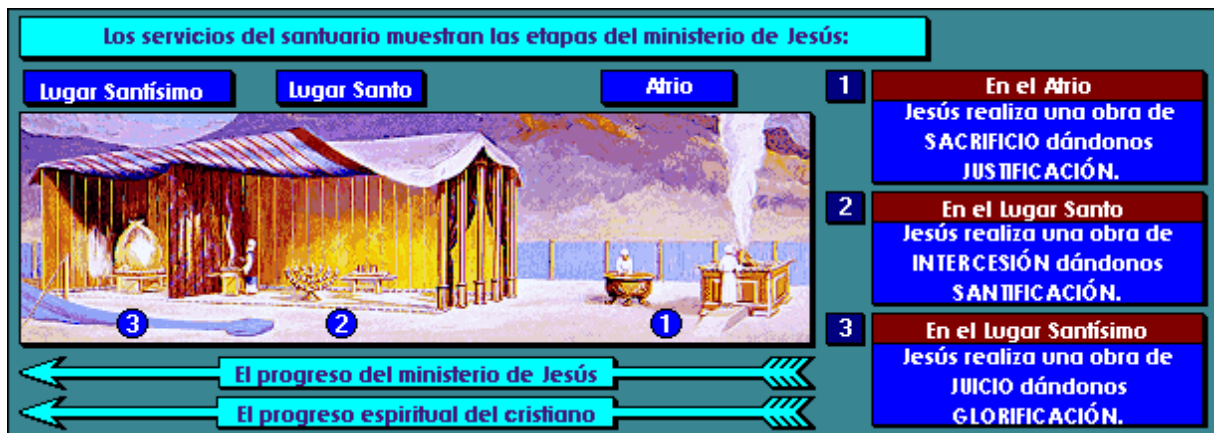 Los servicios del santuario muestran las etapas del ministerio de Jesús:
Lugar Santísimo
Lugar Santo
Atrio
3
2
1
El progreso del ministerio de Jesús
El progreso espiritual del cristiano
1
En el Atrio
Jesús realiza una obra de
SACRIFICIO dándonos
JUSTIFICACIÓN.
2
En el Lugar Santo
Jesús realiza una obra de
INTERCESIÓN dándonos
SANTIFICACIÓN.
3
En el Lugar Santísimo
Jesús realiza una obra de
JUICIO dándonos
GLORIFICACIÓN.